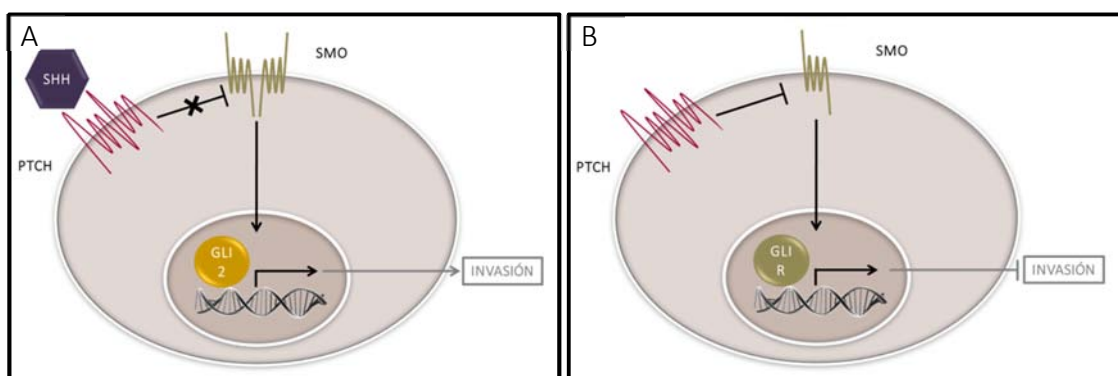 A
SHH
PTCH
SMO
GLI
2
INVASIÓN
B
PTCH
SMO
GLI
R
INVASIÓN